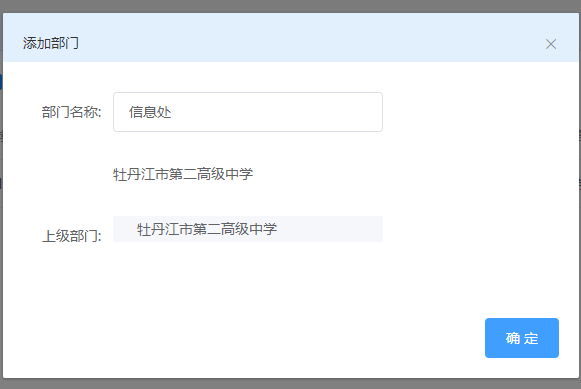 添加部门
部门名称: 信息处
牡丹江市第二高级中学
上级部门: 牡丹江市第二高级中学
确 定